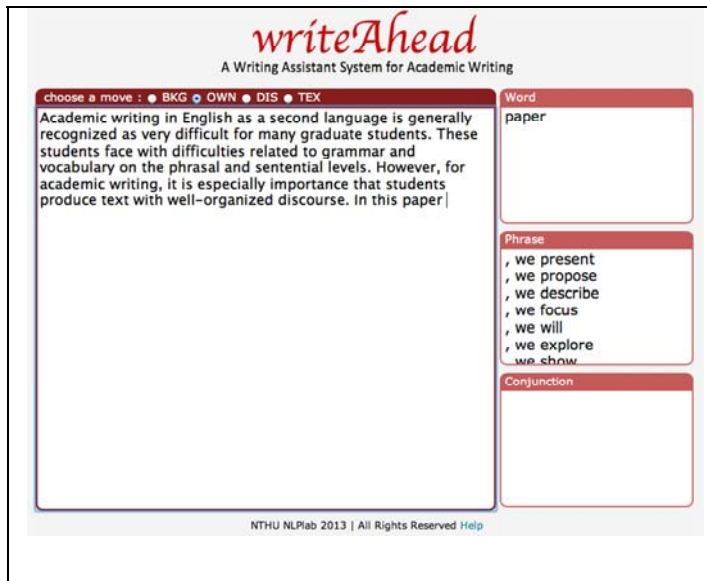 writeAhead
A Writing Assistant System for Academic Writing
choose a move : BKG OWN DIS TEX
Academic writing in English as a second language is generally
recognized as very difficult for many graduate students. These
students face with difficulties related to grammar and
vocabulary on the phrasal and sentential levels. However, for
academic writing, it is especially importance that students
produce text with well-organized discourse. In this paper
Word
paper
Phrase
, we present
, we propose
, we describe
, we focus
, we will
, we explore
, we show
Conjunction
NTHU NLPlab 2013 | All Rights Reserved Help